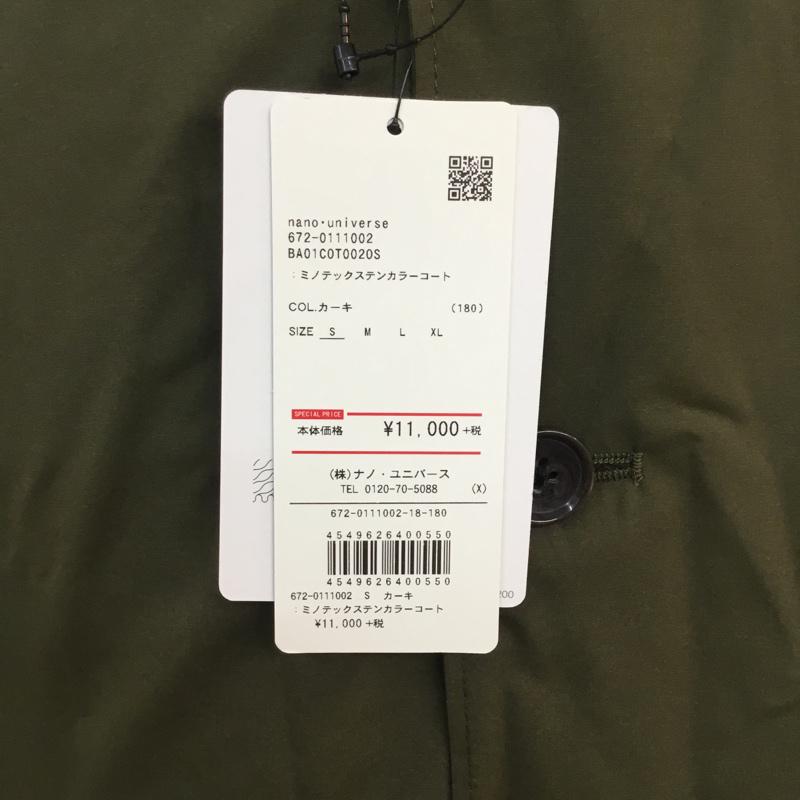 nano・universe
672-0111002
BA01C0T0020S
：ミノテックステンカラーコート
COL.カーキ (180)
SIZE S M L XL
SPECIAL PRICE
本体価格 ¥11,000+税
(株)ナノ・ユニバース
TEL 0120-70-5088 (X)
672-0111002-18-180
4549626400550
4549626400550
672-0111002 S カーキ
：ミノテックステンカラーコート
¥11,000+税